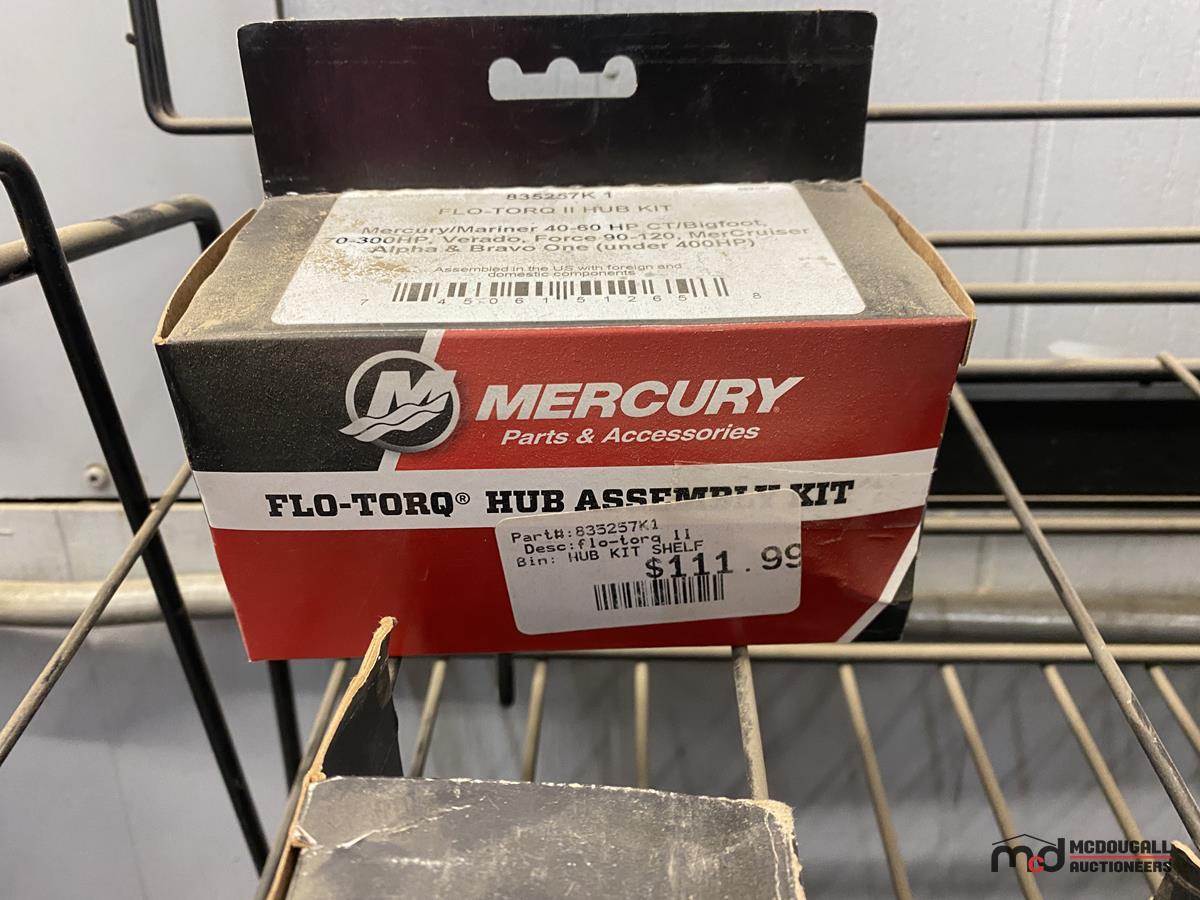 835257K 1
FLO-TORQ II HUB KIT
Mercury/Mariner 40-60 HP CT/Bigfoot,
70-300HP, Verado, Force 90-120, MerCruiser
Alpha & Bravo One (under 400HP)
Assembled in the US with foreign and
domestic components
7 45061 51265 8
M MERCURY
Parts & Accessories
FLO-TORQ® HUB ASSEMBLY KIT
Part#:835257K1
Desc:flo-torq II
Bin: HUB KIT SHELF
$111.99
mcd MCDOUGALL
AUCTIONEERS